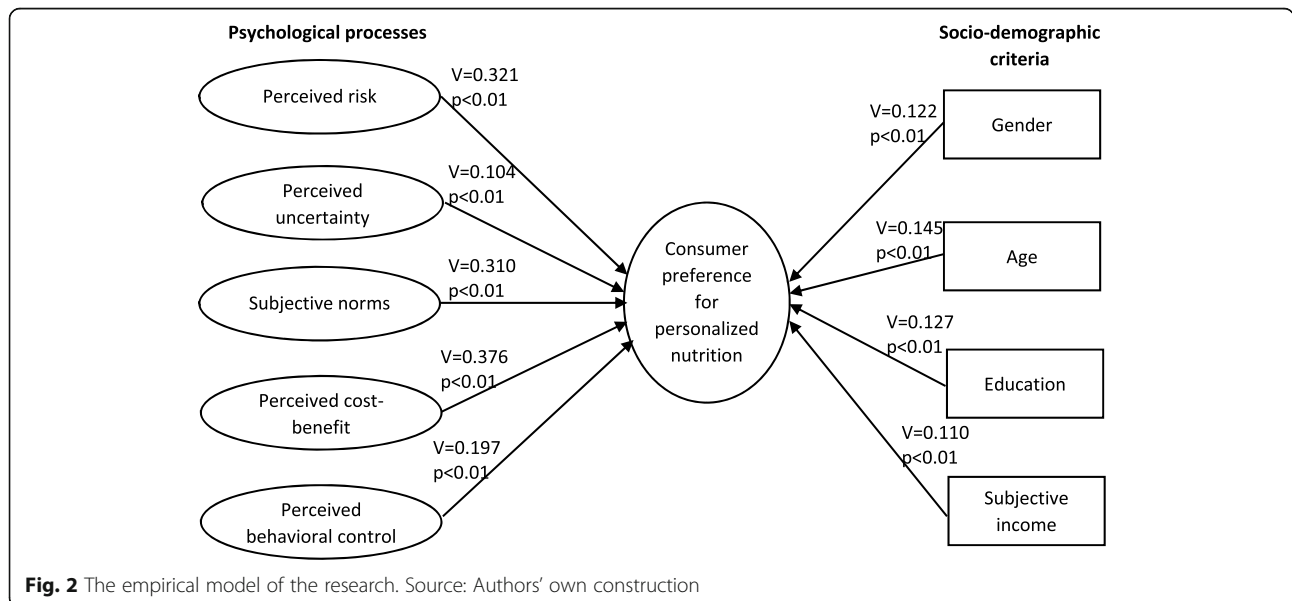 Psychological processes
Perceived risk
V=0.321
p<0.01
Perceived
uncertainty
V=0.104
p<0.01
Subjective norms
V=0.310
p<0.01
Perceived cost-
benefit
V=0.376
p<0.01
Perceived
behavioral control
V=0.197
p<0.01
Consumer
preference
for
personalized
nutrition
Socio-demographic
criteria
V=0.122
p<0.01
Gender
V=0.145
p<0.01
Age
V=0.127
p<0.01
Education
V=0.110
p<0.01
Subjective
income
Fig. 2 The empirical model of the research. Source: Authors' own construction